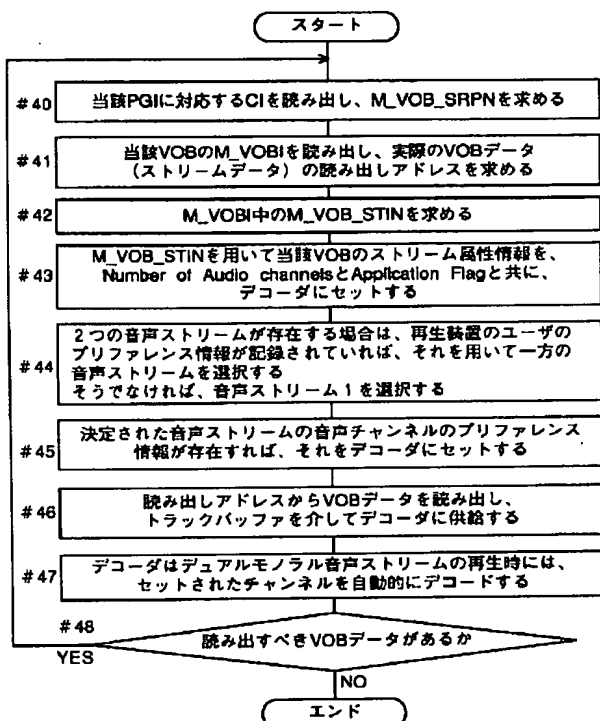 スタート
#40
当該PGIに対応するCIを読み出し、M_VOB_SRPNを求める
#41
当該VOBのM_VOBIを読み出し、実際のVOBデータ
(ストリームデータ)の読み出しアドレスを求める
#42
M_VOBI中のM_VOB_STINを求める
#43
M_VOB_STINを用いて当該VOBのストリーム属性情報を、
Number of Audio channelsとApplication Flagと共に、
デコーダにセットする
#44
2つの音声ストリームが存在する場合は、再生装置のユーザの
プリファレンス情報が記録されていれば、それを用いて一方の
音声ストリームを選択する
そうでなければ、音声ストリーム1を選択する
#45
決定された音声ストリームの音声チャンネルのプリファレンス
情報が存在すれば、それをデコーダにセットする
#46
読み出しアドレスからVOBデータを読み出し、
トラックバッファを介してデコーダに供給する
#47
デコーダはデュアルモノラル音声ストリームの再生時には、
セットされたチャンネルを自動的にデコードする
#48
読み出すべきVOBデータがあるか
YES
NO
エンド